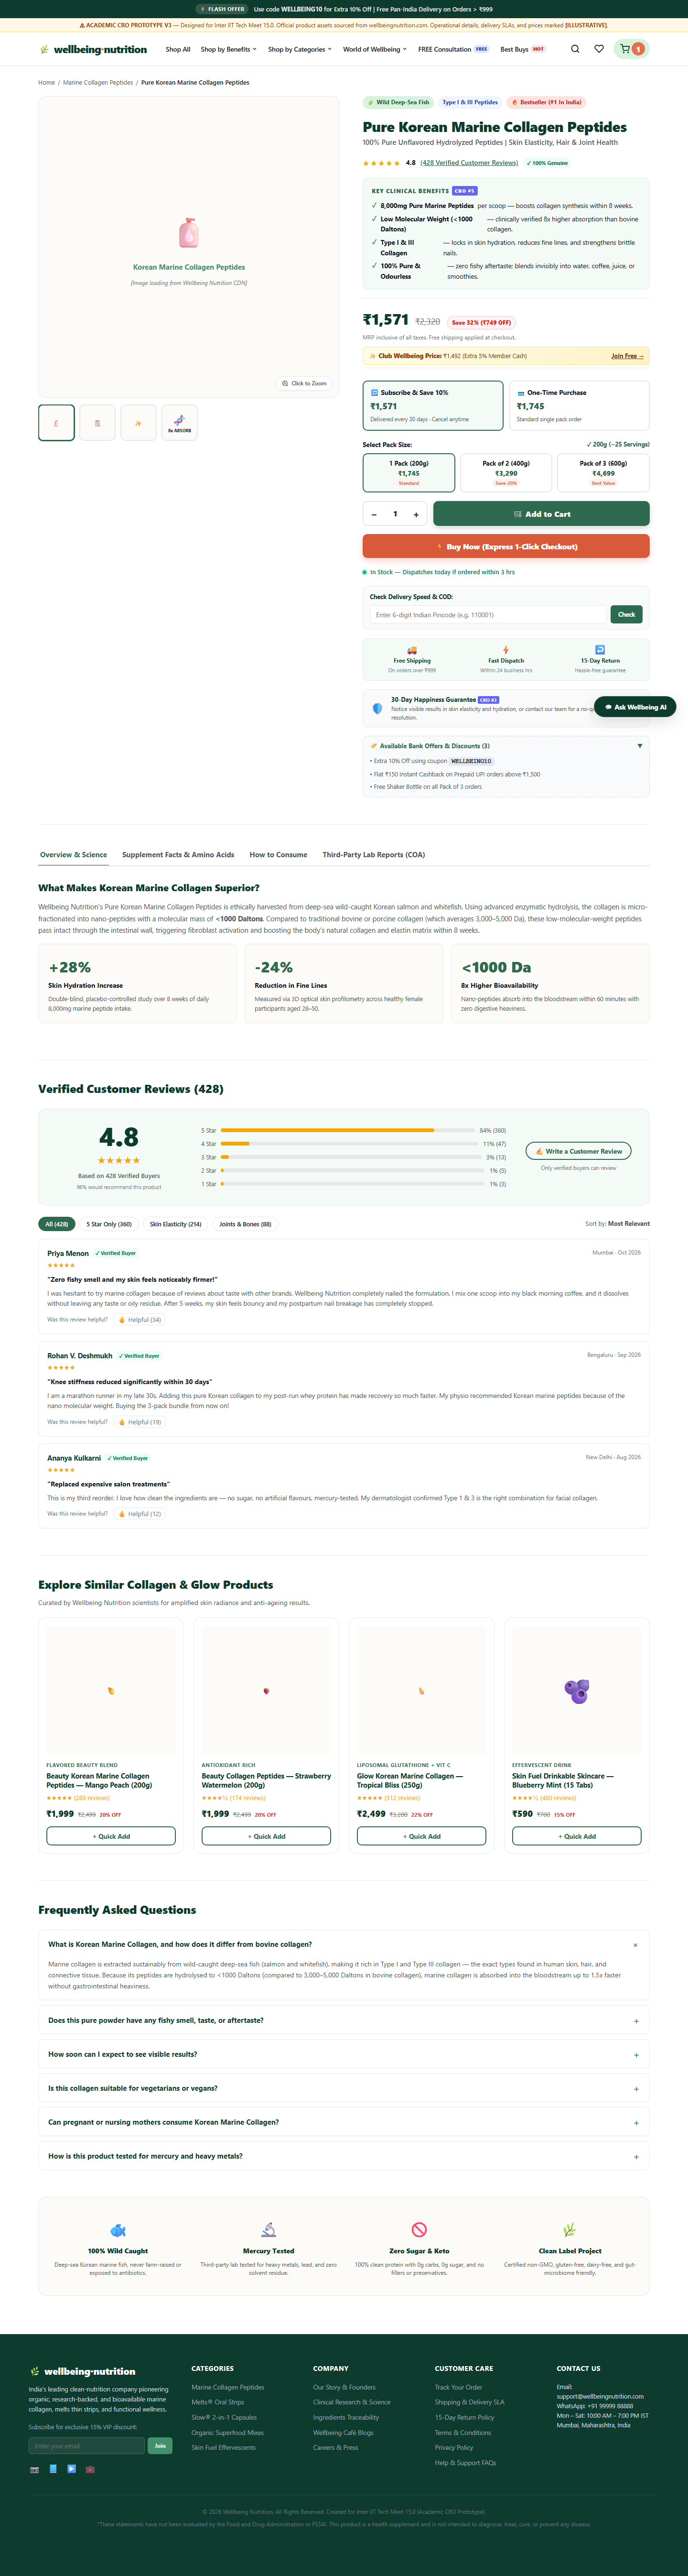 FLASH OFFER Use code WELLBEING10 for Extra 10% Off | Free Pan-India Delivery on Orders > ₹999
⚠ ACADEMIC CRO PROTOTYPE V3 — Designed for Inter IIT Tech Meet 15.0. Official product assets sourced from wellbeingnutrition.com. Operational details, delivery SLAs, and prices marked [ILLUSTRATIVE].
wellbeing·nutrition Shop All Shop by Benefits Shop by Categories World of Wellbeing FREE Consultation FREE Best Buys HOT 1
Home / Marine Collagen Peptides / Pure Korean Marine Collagen Peptides
Korean Marine Collagen Peptides
[Image loading from Wellbeing Nutrition CDN]
Click to Zoom
8x ABSORB
Wild Deep-Sea Fish Type I & III Peptides Bestseller (#1 in India)
Pure Korean Marine Collagen Peptides
100% Pure Unflavored Hydrolyzed Peptides | Skin Elasticity, Hair & Joint Health
★★★★★ 4.8 (428 Verified Customer Reviews) ✓ 100% Genuine
KEY CLINICAL BENEFITS CRO #1
✓ 8,000mg Pure Marine Peptides per scoop — boosts collagen synthesis within 8 weeks.
✓ Low Molecular Weight (<1000 Daltons) — clinically verified 8x higher absorption than bovine collagen.
✓ Type I & III Collagen — locks in skin hydration, reduces fine lines, and strengthens brittle nails.
✓ 100% Pure & Odourless — zero fishy aftertaste; blends invisibly into water, coffee, juice, or smoothies.
₹1,571 ₹2,320 Save 32% (₹749 OFF)
MRP inclusive of all taxes. Free shipping applied at checkout.
Club Wellbeing Price: ₹1,492 (Extra 5% Member Cash) Join Free →
Subscribe & Save 10%
₹1,571
Delivered every 30 days · Cancel anytime
One-Time Purchase
₹1,745
Standard single pack order
Select Pack Size: ✓ 200g (~25 Servings)
1 Pack (200g)
₹1,745
Standard
Pack of 2 (400g)
₹3,290
Save 20%
Pack of 3 (600g)
₹4,699
Best Value
− 1 + Add to Cart
Buy Now (Express 1-Click Checkout)
In Stock — Dispatches today if ordered within 3 hrs
Check Delivery Speed & COD:
Enter 6-digit Indian Pincode (e.g. 110001) Check
Free Shipping
On orders over ₹999
Fast Dispatch
Within 24 business hrs
15-Day Return
Hassle-free guarantee
30-Day Happiness Guarantee CRO #3
Notice visible results in skin elasticity and hydration, or contact our team for a no-q
resolution.
Ask Wellbeing AI
Available Bank Offers & Discounts (3) ▼
• Extra 10% Off using coupon WELLBEING10
• Flat ₹150 Instant Cashback on Prepaid UPI orders above ₹1,500
• Free Shaker Bottle on all Pack of 3 orders
Overview & Science Supplement Facts & Amino Acids How to Consume Third-Party Lab Reports (COA)
What Makes Korean Marine Collagen Superior?
Wellbeing Nutrition's Pure Korean Marine Collagen Peptides is ethically harvested from deep-sea wild-caught Korean salmon and whitefish. Using advanced enzymatic hydrolysis, the collagen is micro-
fractionated into nano-peptides with a molecular mass of <1000 Daltons. Compared to traditional bovine or porcine collagen (which averages 3,000–5,000 Da), these low-molecular-weight peptides
pass intact through the intestinal wall, triggering fibroblast activation and boosting the body's natural collagen and elastin matrix within 8 weeks.
+28%
Skin Hydration Increase
Double-blind, placebo-controlled study over 8 weeks of daily
8,000mg marine peptide intake.
-24%
Reduction in Fine Lines
Measured via 3D optical skin profilometry across healthy female
participants aged 28–50.
<1000 Da
8x Higher Bioavailability
Nano-peptides absorb into the bloodstream within 60 minutes with
zero digestive heaviness.
Verified Customer Reviews (428)
4.8
★★★★★
Based on 428 Verified Buyers
96% would recommend this product
5 Star 84% (360)
4 Star 11% (47)
3 Star 3% (13)
2 Star 1% (5)
1 Star 1% (3)
Write a Customer Review
Only verified buyers can review
All (428) 5 Star Only (360) Skin Elasticity (214) Joints & Bones (88) Sort by: Most Relevant
Priya Menon ✓ Verified Buyer Mumbai · Oct 2026
★★★★★
"Zero fishy smell and my skin feels noticeably firmer!"
I was hesitant to try marine collagen because of reviews about taste with other brands. Wellbeing Nutrition completely nailed the formulation. I mix one scoop into my black morning coffee, and it dissolves
without leaving any taste or oily residue. After 5 weeks, my skin feels bouncy and my postpartum nail breakage has completely stopped.
Was this review helpful? Helpful (34)
Rohan V. Deshmukh ✓ Verified Buyer Bengaluru · Sep 2026
★★★★★
"Knee stiffness reduced significantly within 30 days"
I am a marathon runner in my late 30s. Adding this pure Korean collagen to my post-run whey protein has made recovery so much faster. My physio recommended Korean marine peptides because of the
nano molecular weight. Buying the 3-pack bundle from now on!
Was this review helpful? Helpful (19)
Ananya Kulkarni ✓ Verified Buyer New Delhi · Aug 2026
★★★★★
"Replaced expensive salon treatments"
This is my third reorder. I love how clean the ingredients are — no sugar, no artificial flavours, mercury-tested. My dermatologist confirmed Type 1 & 3 is the right combination for facial collagen.
Was this review helpful? Helpful (12)
Explore Similar Collagen & Glow Products
Curated by Wellbeing Nutrition scientists for amplified skin radiance and anti-ageing results.
FLAVORED BEAUTY BLEND
Beauty Korean Marine Collagen
Peptides — Mango Peach (200g)
★★★★★ (289 reviews)
₹1,999 ₹2,499 20% OFF
+ Quick Add
ANTIOXIDANT RICH
Beauty Collagen Peptides — Strawberry
Watermelon (200g)
★★★★½ (174 reviews)
₹1,999 ₹2,499 20% OFF
+ Quick Add
LIPOSOMAL GLUTATHIONE + VIT C
Glow Korean Marine Collagen —
Tropical Bliss (250g)
★★★★★ (312 reviews)
₹2,499 ₹3,200 22% OFF
+ Quick Add
EFFERVESCENT DRINK
Skin Fuel Drinkable Skincare —
Blueberry Mint (15 Tabs)
★★★★½ (480 reviews)
₹590 ₹700 15% OFF
+ Quick Add
Frequently Asked Questions
What is Korean Marine Collagen, and how does it differ from bovine collagen? ×
Marine collagen is extracted sustainably from wild-caught deep-sea fish (salmon and whitefish), making it rich in Type I and Type III collagen — the exact types found in human skin, hair, and
connective tissue. Because its peptides are hydrolysed to <1000 Daltons (compared to 3,000–5,000 Daltons in bovine collagen), marine collagen is absorbed into the bloodstream up to 1.5x faster
without gastrointestinal heaviness.
Does this pure powder have any fishy smell, taste, or aftertaste? +
How soon can I expect to see visible results? +
Is this collagen suitable for vegetarians or vegans? +
Can pregnant or nursing mothers consume Korean Marine Collagen? +
How is this product tested for mercury and heavy metals? +
100% Wild Caught
Deep-sea Korean marine fish, never farm-raised or
exposed to antibiotics.
Mercury Tested
Third-party lab tested for heavy metals, lead, and zero
solvent residue.
Zero Sugar & Keto
100% clean protein with 0g carbs, 0g sugar, and no
fillers or preservatives.
Clean Label Project
Certified non-GMO, gluten-free, dairy-free, and gut-
microbiome friendly.
wellbeing·nutrition
India's leading clean-nutrition company pioneering
organic, research-backed, and bioavailable marine
collagen, melts thin strips, and functional wellness.
Subscribe for exclusive 15% VIP discount:
Enter your email Join
CATEGORIES
Marine Collagen Peptides
Melts® Oral Strips
Slow® 2-in-1 Capsules
Organic Superfood Mixes
Skin Fuel Effervescents
COMPANY
Our Story & Founders
Clinical Research & Science
Ingredients Traceability
Wellbeing Café Blogs
Careers & Press
CUSTOMER CARE
Track Your Order
Shipping & Delivery SLA
15-Day Return Policy
Terms & Conditions
Privacy Policy
Help & Support FAQs
CONTACT US
Email:
support@wellbeingnutrition.com
WhatsApp: +91 99999 88888
Mon – Sat: 10:00 AM – 7:00 PM IST
Mumbai, Maharashtra, India
© 2026 Wellbeing Nutrition. All Rights Reserved. Created for Inter IIT Tech Meet 15.0 (Academic CRO Prototype).
*These statements have not been evaluated by the Food and Drug Administration or FSSAI. This product is a health supplement and is not intended to diagnose, treat, cure, or prevent any disease.